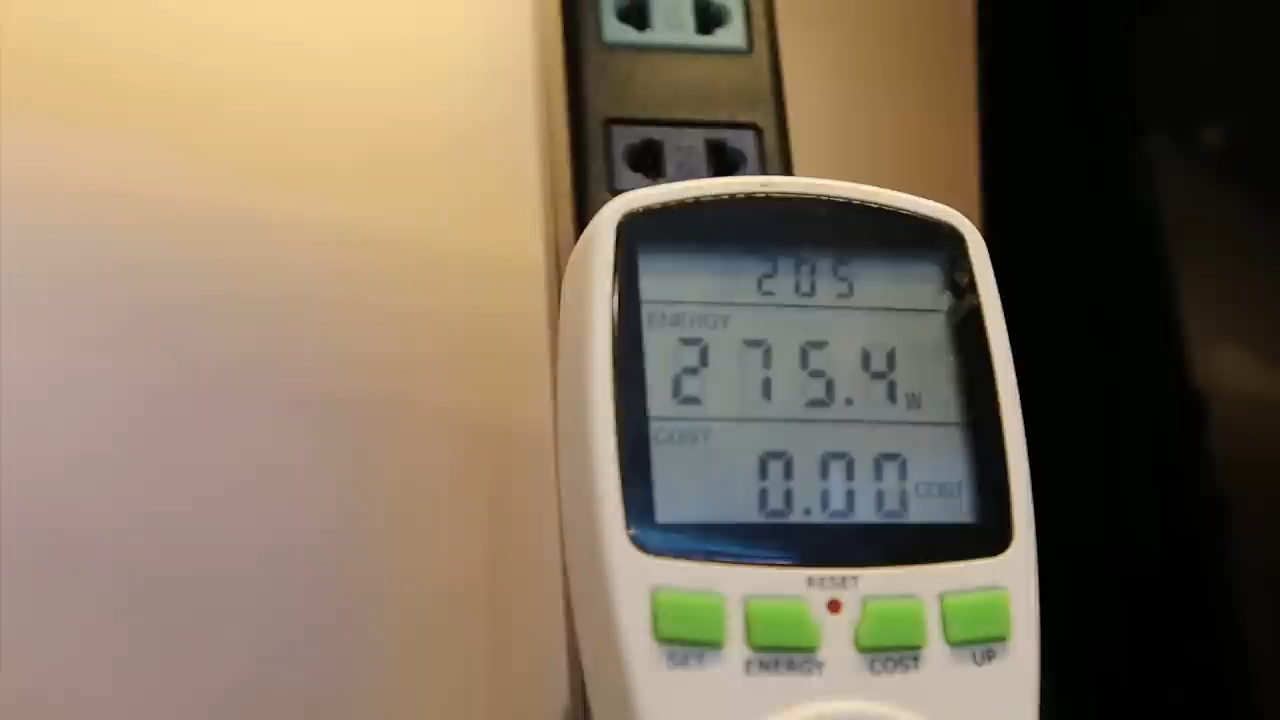 205
ENERGY
275.4 W
COST
0.00 COST
RESET
SET ENERGY COST UP